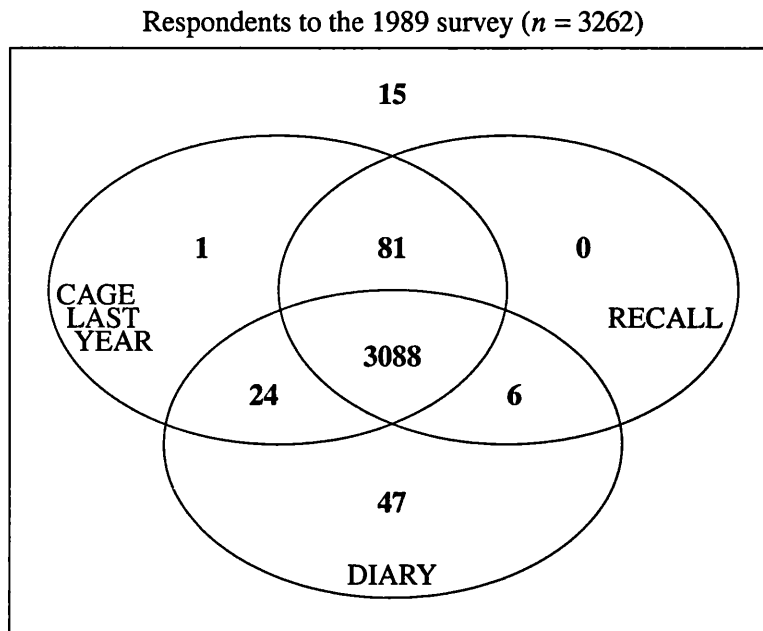 Respondents to the 1989 survey (n = 3262)
15
1
81
0
CAGE
LAST
YEAR
RECALL
3088
24
6
47
DIARY